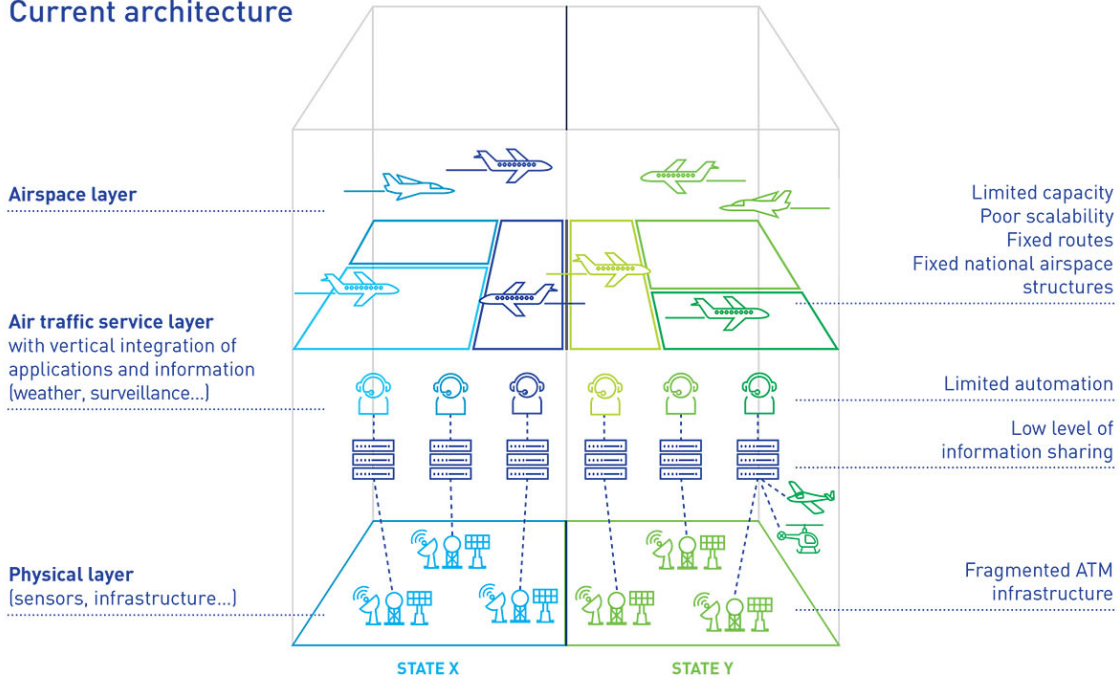 Current architecture
Airspace layer
Limited capacity
Poor scalability
Fixed routes
Fixed national airspace
structures
Air traffic service layer
with vertical integration of
applications and information
(weather, surveillance...)
Limited automation
Low level of
information sharing
Physical layer
(sensors, infrastructure...)
Fragmented ATM
infrastructure
STATE X
STATE Y